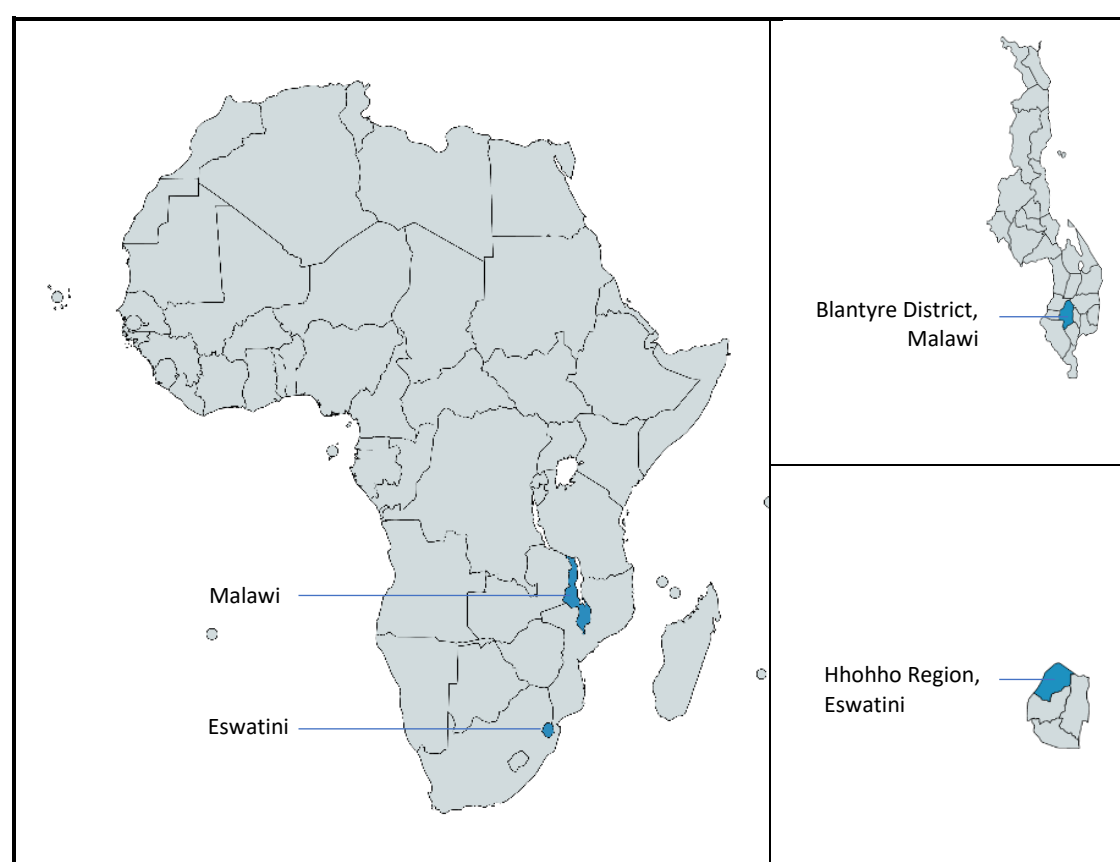 Malawi
Eswatini
Blantyre District,
Malawi
Hhohho Region,
Eswatini